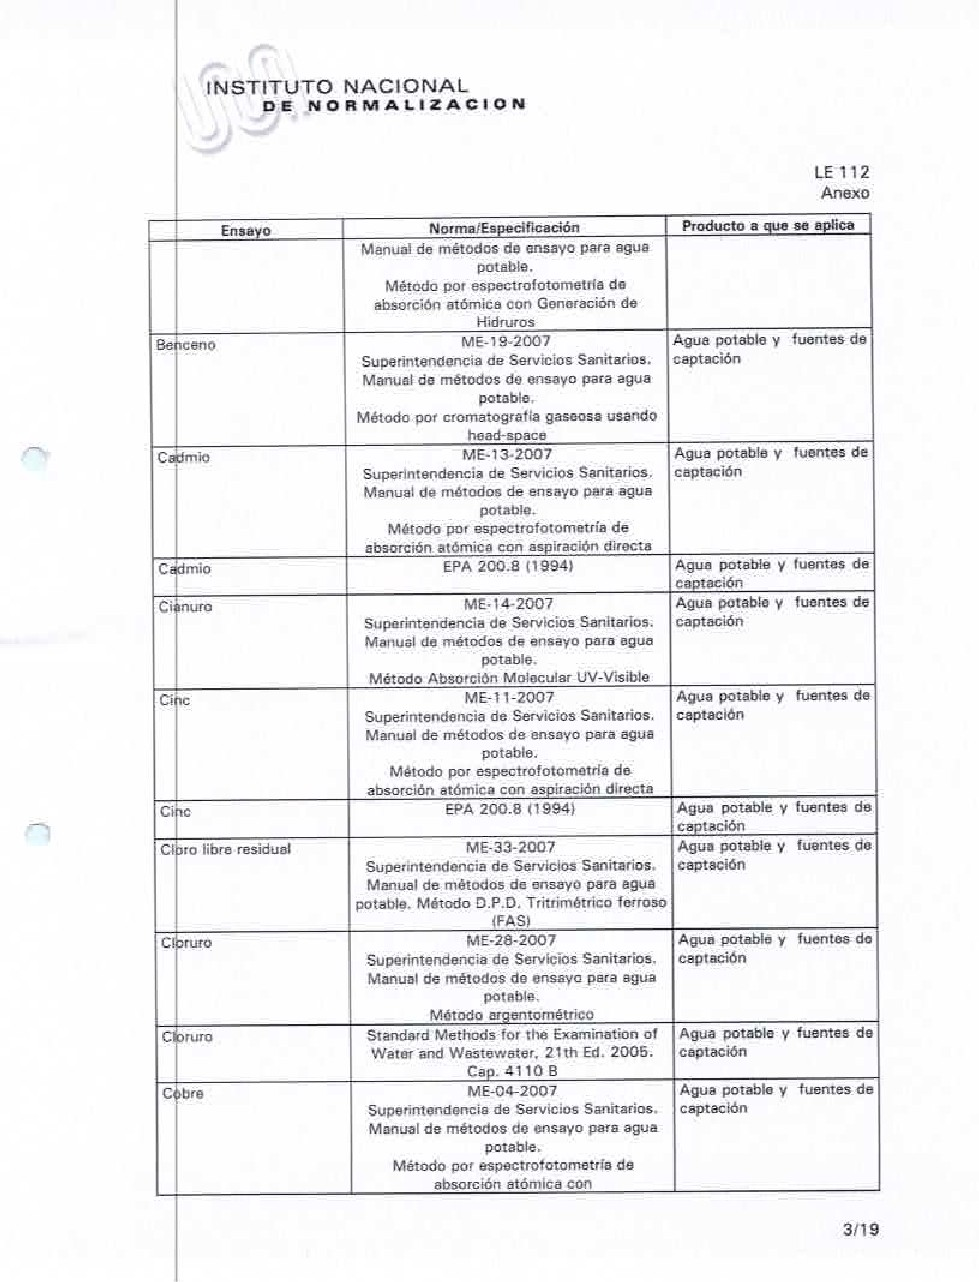 INSTITUTO NACIONAL
DE NORMALIZACION
LE 112
Anexo
Ensayo Norma/Especificación Producto a que se aplica
Manual de métodos de ensayo para agua
potable.
Método por espectrofotometría de
absorción atómica con Generación de
Hidruros
Benceno ME-19-2007 Agua potable y fuentes de
Superintendencia de Servicios Sanitarios. captación
Manual de métodos de ensayo para agua
potable.
Método por cromatografía gaseosa usando
head-space
Cadmio ME-13-2007 Agua potable y fuentes de
Superintendencia de Servicios Sanitarios. captación
Manual de métodos de ensayo para agua
potable.
Método por espectrofotometría de
absorción atómica con aspiración directa
Cadmio EPA 200.8 (1994) Agua potable y fuentes de
captación
Cianuro ME-14-2007 Agua potable y fuentes de
Superintendencia de Servicios Sanitarios. captación
Manual de métodos de ensayo para agua
potable.
Método Absorción Molecular UV-Visible
Cinc ME-11-2007 Agua potable y fuentes de
Superintendencia de Servicios Sanitarios. captación
Manual de métodos de ensayo para agua
potable.
Método por espectrofotometría de
absorción atómica con aspiración directa
Cinc EPA 200.8 (1994) Agua potable y fuentes de
captación
Cloro libre residual ME-33-2007 Agua potable y fuentes de
Superintendencia de Servicios Sanitarios. captación
Manual de métodos de ensayo para agua
potable. Método D.P.D. Tritrimétrico ferroso
(FAS)
Cloruro ME-28-2007 Agua potable y fuentes de
Superintendencia de Servicios Sanitarios. captación
Manual de métodos de ensayo para agua
potable.
Método argentométrico
Cloruro Standard Methods for the Examination of Agua potable y fuentes de
Water and Wastewater, 21th Ed. 2005. captación
Cap. 4110 B
Cobre ME-04-2007 Agua potable y fuentes de
Superintendencia de Servicios Sanitarios. captación
Manual de métodos de ensayo para agua
potable.
Método por espectrofotometría de
absorción atómica con
3/19